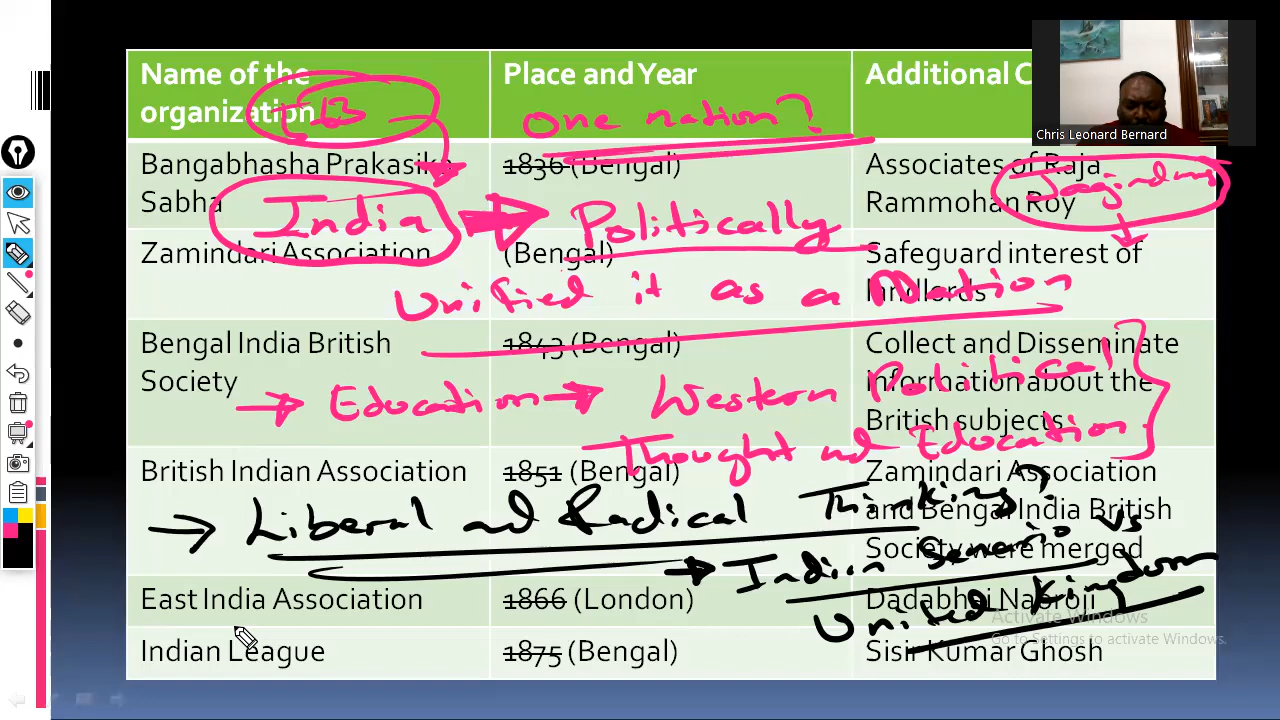 Name of the organization
Place and Year
Additional C
Chris Leonard Bernard
one nation?
Bangabhasha Prakasika Sabha
1836 (Bengal)
Associates of Raja Rammohan Roy
India → Politically
Zamindari Association
(Bengal)
Safeguard interest of landlords
Unified it as a Nation
Bengal India British Society
1843 (Bengal)
Collect and Disseminate information about the British subjects
→ Education → Western Political
Thought and Education
British Indian Association
1851 (Bengal)
Zamindari Association and Bengal India British Society were merged
→ Liberal and Radical Thinking?
→ Indian Senario vs
United Kingdom
East India Association
1866 (London)
Dadabhai Naoroji
Indian League
1875 (Bengal)
Sisir Kumar Ghosh
Activate Windows
Go to Settings to activate Windows.